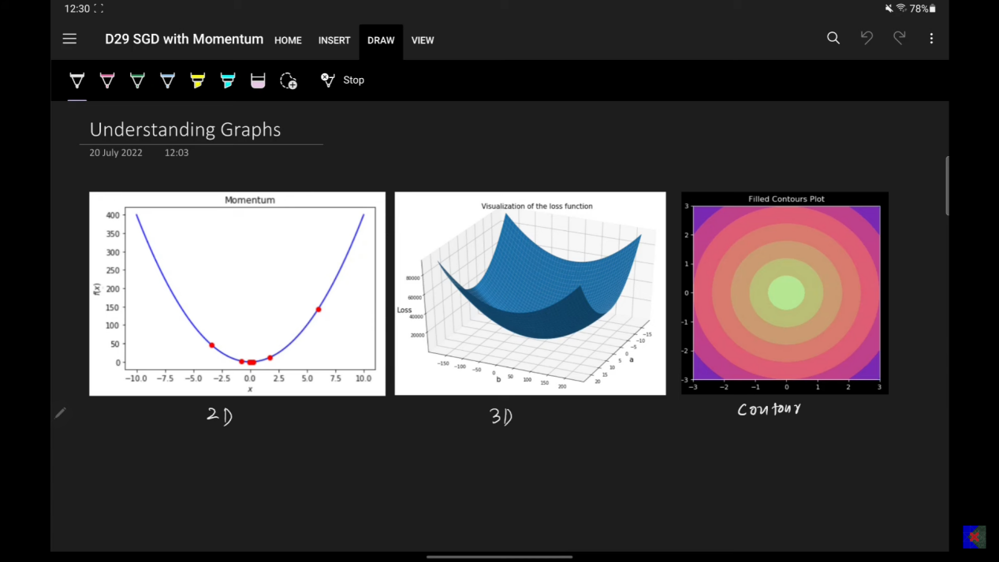 12:30
78%
D29 SGD with Momentum HOME INSERT DRAW VIEW
Stop
Understanding Graphs
20 July 2022 12:03
Momentum
400
350
300
250
200
150
100
50
0
f(x)
−10.0 −7.5 −5.0 −2.5 0.0 2.5 5.0 7.5 10.0
x
2D
Visualization of the loss function
80000
60000
40000
20000
Loss
−150 −100 −50 0 50 100 150 200
b
20 15 10 5 0 −5 −10 −15
a
3D
Filled Contours Plot
3
2
1
0
−1
−2
−3
−3 −2 −1 0 1 2 3
Contour